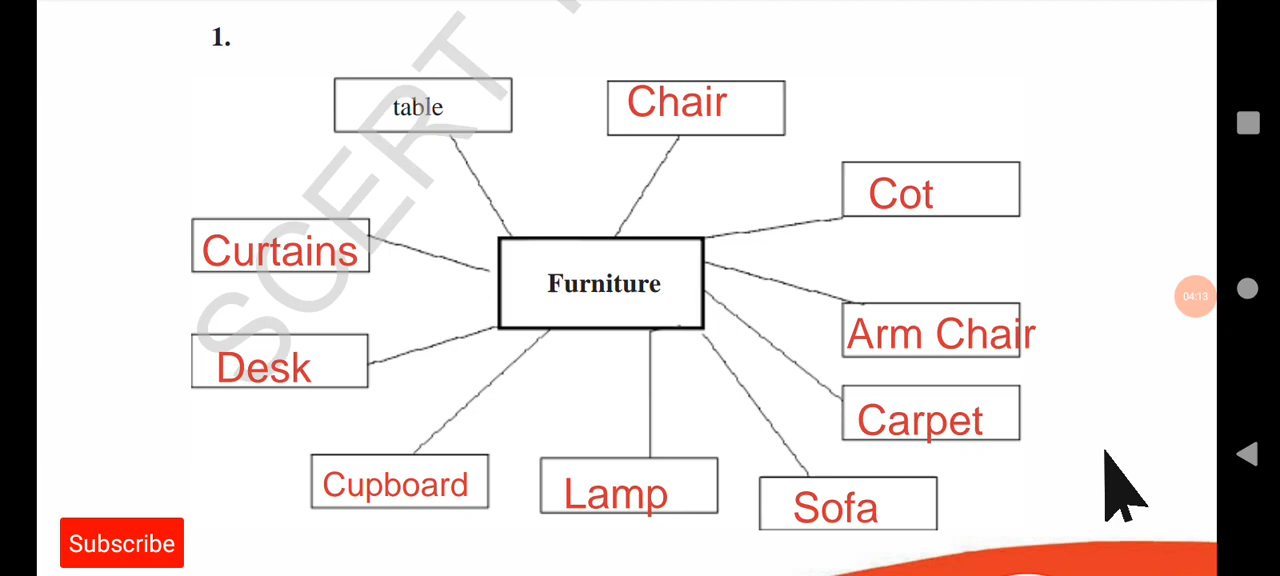 1.
SCERT
table
Chair
Cot
Curtains
Furniture
Arm Chair
Desk
Carpet
Cupboard
Lamp
Sofa
Subscribe
04:13